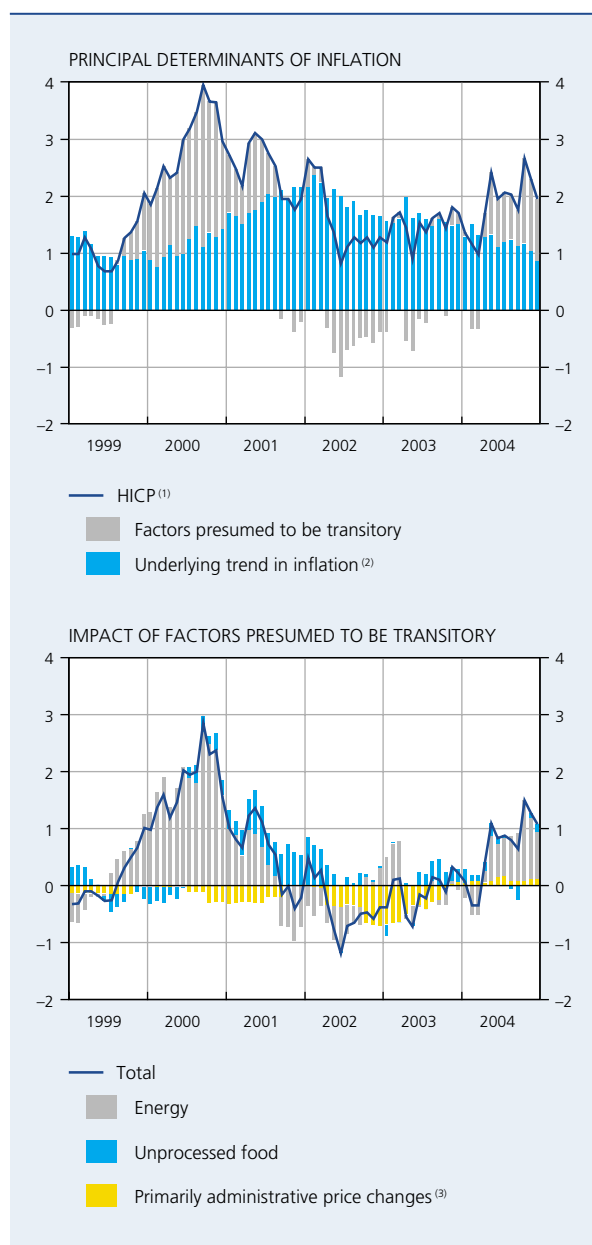 PRINCIPAL DETERMINANTS OF INFLATION
4 4
3 3
2 2
1 1
0 0
–1 –1
–2 –2
1999 2000 2001 2002 2003 2004
HICP (1)
Factors presumed to be transitory
Underlying trend in inflation (2)
IMPACT OF FACTORS PRESUMED TO BE TRANSITORY
4 4
3 3
2 2
1 1
0 0
–1 –1
–2 –2
1999 2000 2001 2002 2003 2004
Total
Energy
Unprocessed food
Primarily administrative price changes (3)